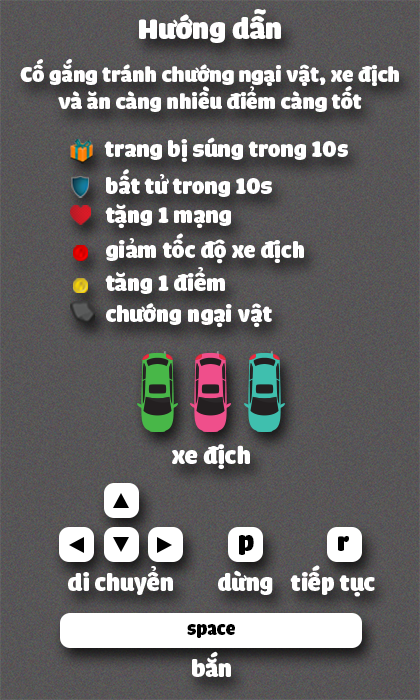 Hướng dẫn
Cố gắng tránh chướng ngại vật, xe địch
và ăn càng nhiều điểm càng tốt
trang bị súng trong 10s
bất tử trong 10s
tặng 1 mạng
giảm tốc độ xe địch
tăng 1 điểm
chướng ngại vật
xe địch
di chuyển
p
dừng
r
tiếp tục
space
bắn